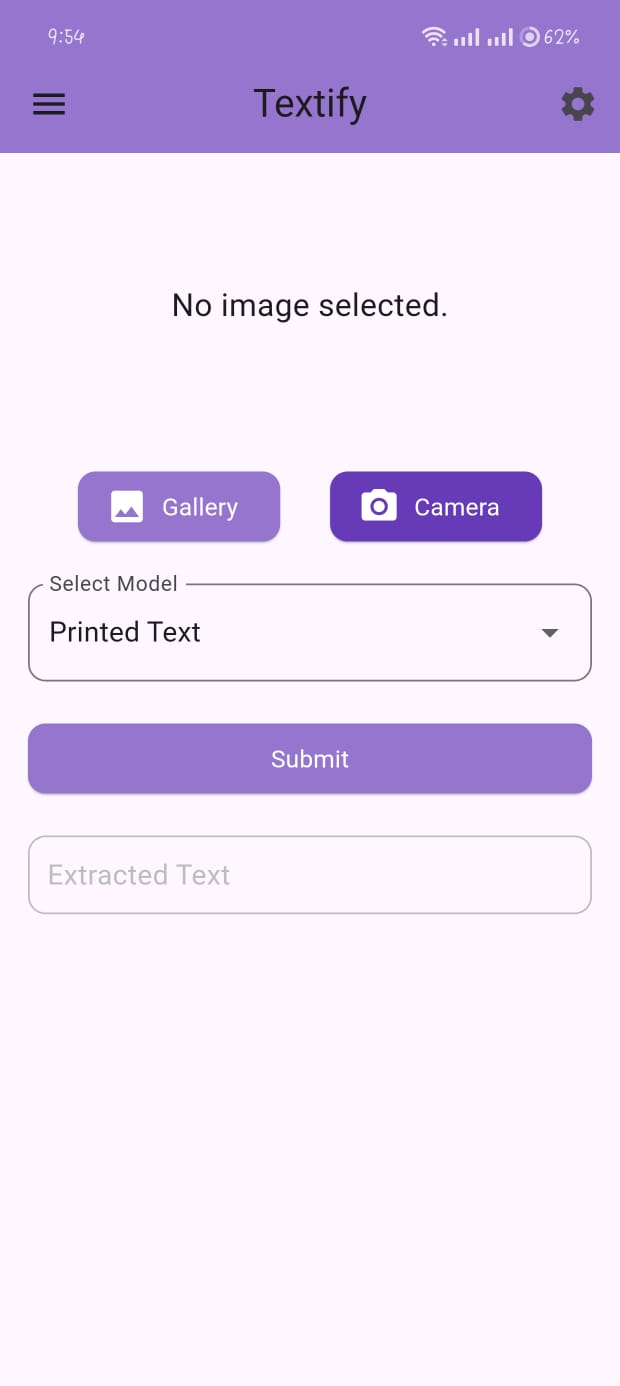 9:54 62%
Textify
No image selected.
Gallery Camera
Select Model
Printed Text
Submit
Extracted Text